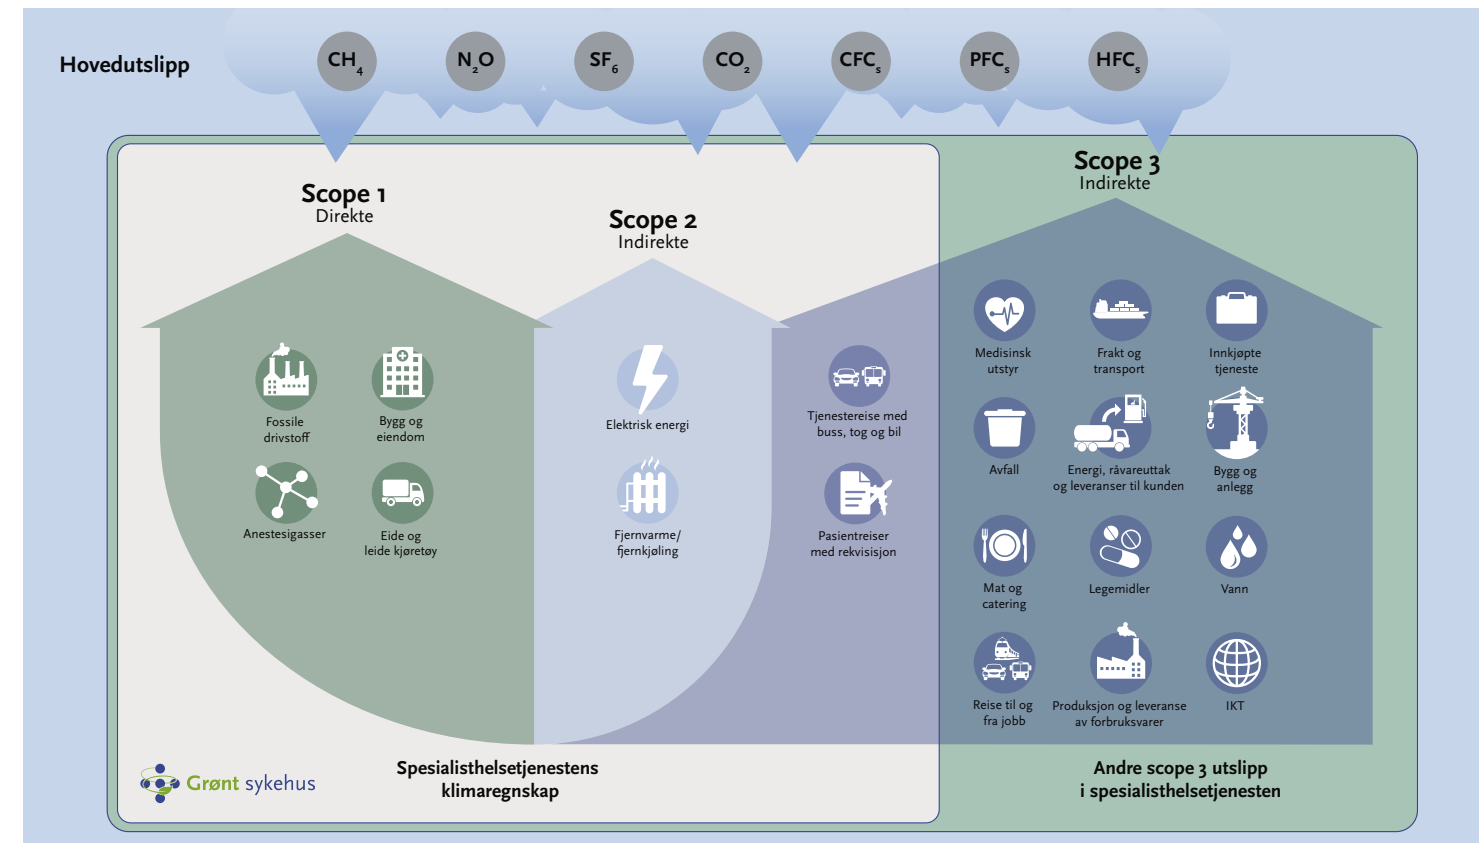 Hovedutslipp
CH4
N2O
SF6
CO2
CFCs
PFCs
HFCs
Scope 1
Direkte
Scope 2
Indirekte
Scope 3
Indirekte
Fossile
drivstoff
Bygg og
eiendom
Anestesigasser
Eide og
leide kjøretøy
Elektrisk energi
Fjernvarme/
fjernkjøling
Tjenestereise med
buss, tog og bil
Pasientreiser
med rekvisisjon
Medisinsk
utstyr
Frakt og
transport
Innkjøpte
tjeneste
Avfall
Energi, råvareuttak
og leveranser til kunden
Bygg og
anlegg
Mat og
catering
Legemidler
Vann
Reise til og
fra jobb
Produksjon og leveranse
av forbruksvarer
IKT
Grønt sykehus
Spesialisthelsetjenestens
klimaregnskap
Andre scope 3 utslipp
i spesialisthelsetjenesten